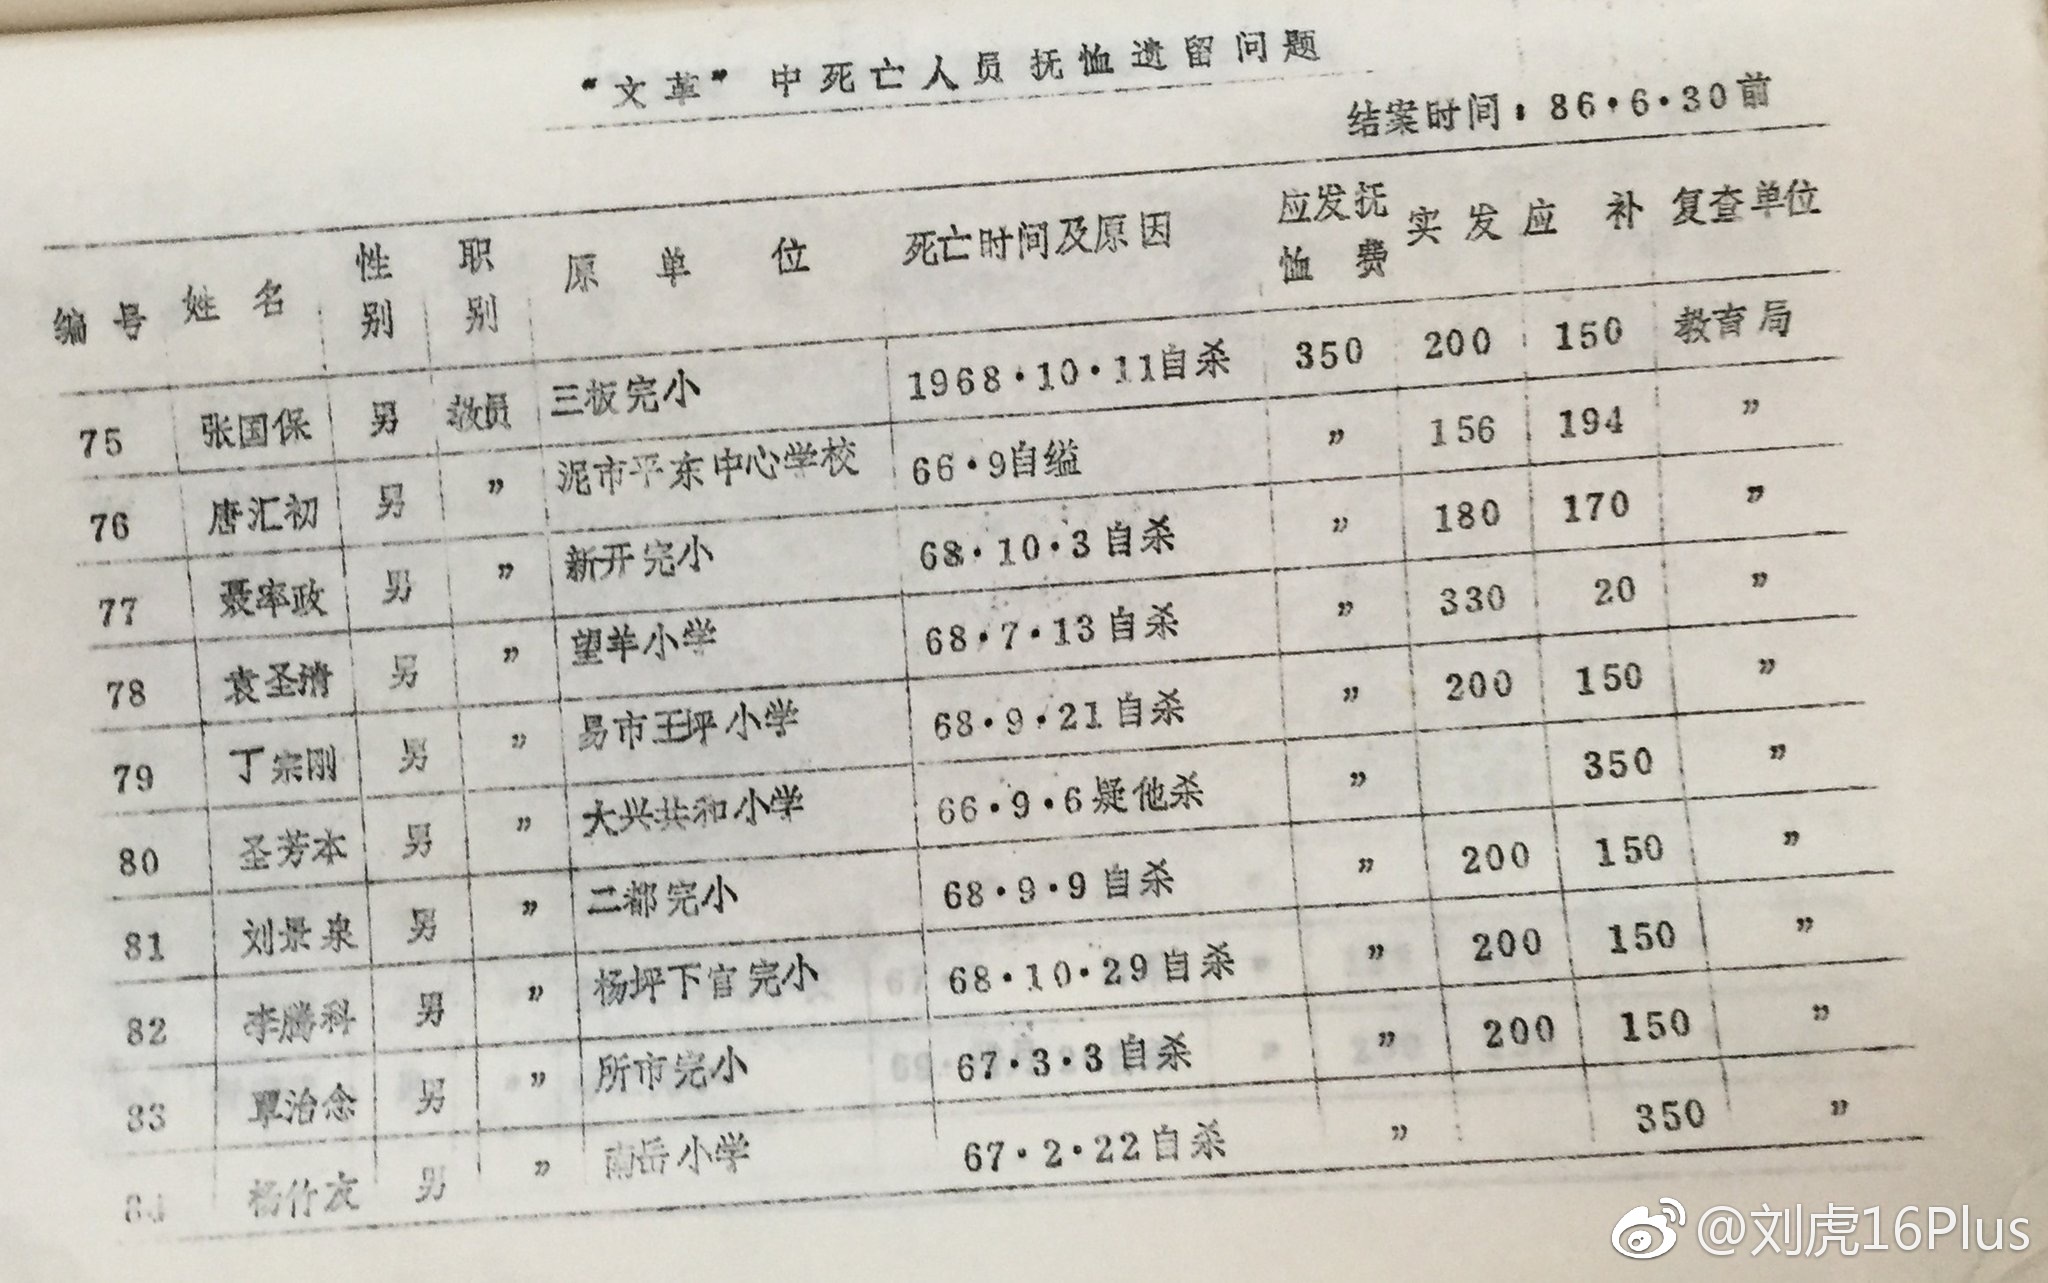 “文革”中死亡人员抚恤遗留问题
结案时间：86·6·30前
编号 姓名 性别 职别 原单位 死亡时间及原因 应发抚恤费 实发 应补 复查单位
75 张国保 男 教员 三板完小 1968·10·11自杀 350 200 150 教育局
76 唐汇初 男 〃 泥市平东中心学校 66·9自缢 〃 156 194 〃
77 聂率政 男 〃 新开完小 68·10·3自杀 〃 180 170 〃
78 袁圣清 男 〃 望羊小学 68·7·13自杀 〃 330 20 〃
79 丁宗刚 男 〃 易市王坪小学 68·9·21自杀 〃 200 150 〃
80 圣芳本 男 〃 大兴共和小学 66·9·6疑他杀 〃 350 〃
81 刘景泉 男 〃 二都完小 68·9·9自杀 〃 200 150 〃
82 李腾科 男 〃 杨坪下官完小 68·10·29自杀 〃 200 150 〃
83 覃治念 男 〃 所市完小 67·3·3自杀 〃 200 150 〃
84 杨竹友 男 〃 南岳小学 67·2·22自杀 〃 350 〃
@刘虎16Plus